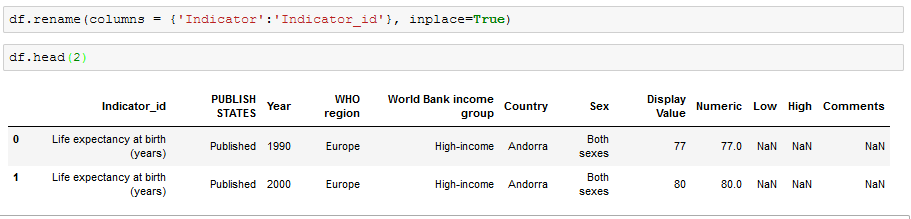 df.rename(columns = {'Indicator':'Indicator_id'}, inplace=True)
df.head(2)
Indicator_id PUBLISH STATES Year WHO region World Bank income group Country Sex Display Value Numeric Low High Comments
0 Life expectancy at birth (years) Published 1990 Europe High-income Andorra Both sexes 77 77.0 NaN NaN NaN
1 Life expectancy at birth (years) Published 2000 Europe High-income Andorra Both sexes 80 80.0 NaN NaN NaN